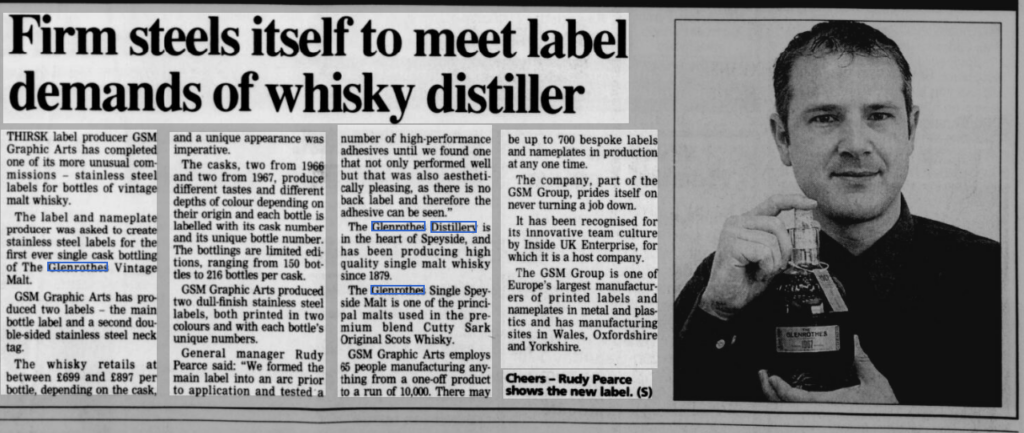 Firm steels itself to meet label
demands of whisky distiller
THIRSK label producer GSM
Graphic Arts has completed
one of its more unusual com-
missions – stainless steel
labels for bottles of vintage
malt whisky.
The label and nameplate
producer was asked to create
stainless steel labels for the
first ever single cask bottling
of The Glenrothes Vintage
Malt.
GSM Graphic Arts has pro-
duced two labels – the main
bottle label and a second dou-
ble-sided stainless steel neck
tag.
The whisky retails at
between £699 and £897 per
bottle, depending on the cask,
and a unique appearance was
imperative.
The casks, two from 1966
and two from 1967, produce
different tastes and different
depths of colour depending on
their origin and each bottle is
labelled with its cask number
and its unique bottle number.
The bottlings are limited edi-
tions, ranging from 150 bot-
tles to 216 bottles per cask.
GSM Graphic Arts produced
two dull-finish stainless steel
labels, both printed in two
colours and with each bottle's
unique numbers.
General manager Rudy
Pearce said: "We formed the
main label into an arc prior
to application and tested a
number of high-performance
adhesives until we found one
that not only performed well
but that was also aestheti-
cally pleasing, as there is no
back label and therefore the
adhesive can be seen."
The Glenrothes Distillery is
in the heart of Speyside, and
has been producing high
quality single malt whisky
since 1879.
The Glenrothes Single Spey-
side Malt is one of the princi-
pal malts used in the pre-
mium blend Cutty Sark
Original Scots Whisky.
GSM Graphic Arts employs
65 people manufacturing any-
thing from a one-off product
to a run of 10,000. There may
be up to 700 bespoke labels
and nameplates in production
at any one time.
The company, part of the
GSM Group, prides itself on
never turning a job down.
It has been recognised for
its innovative team culture
by Inside UK Enterprise, for
which it is a host company.
The GSM Group is one of
Europe's largest manufactur-
ers of printed labels and
nameplates in metal and plas-
tics and has manufacturing
sites in Wales, Oxfordshire
and Yorkshire.
Cheers – Rudy Pearce
shows the new label. (S)
THE
GLENROTHES